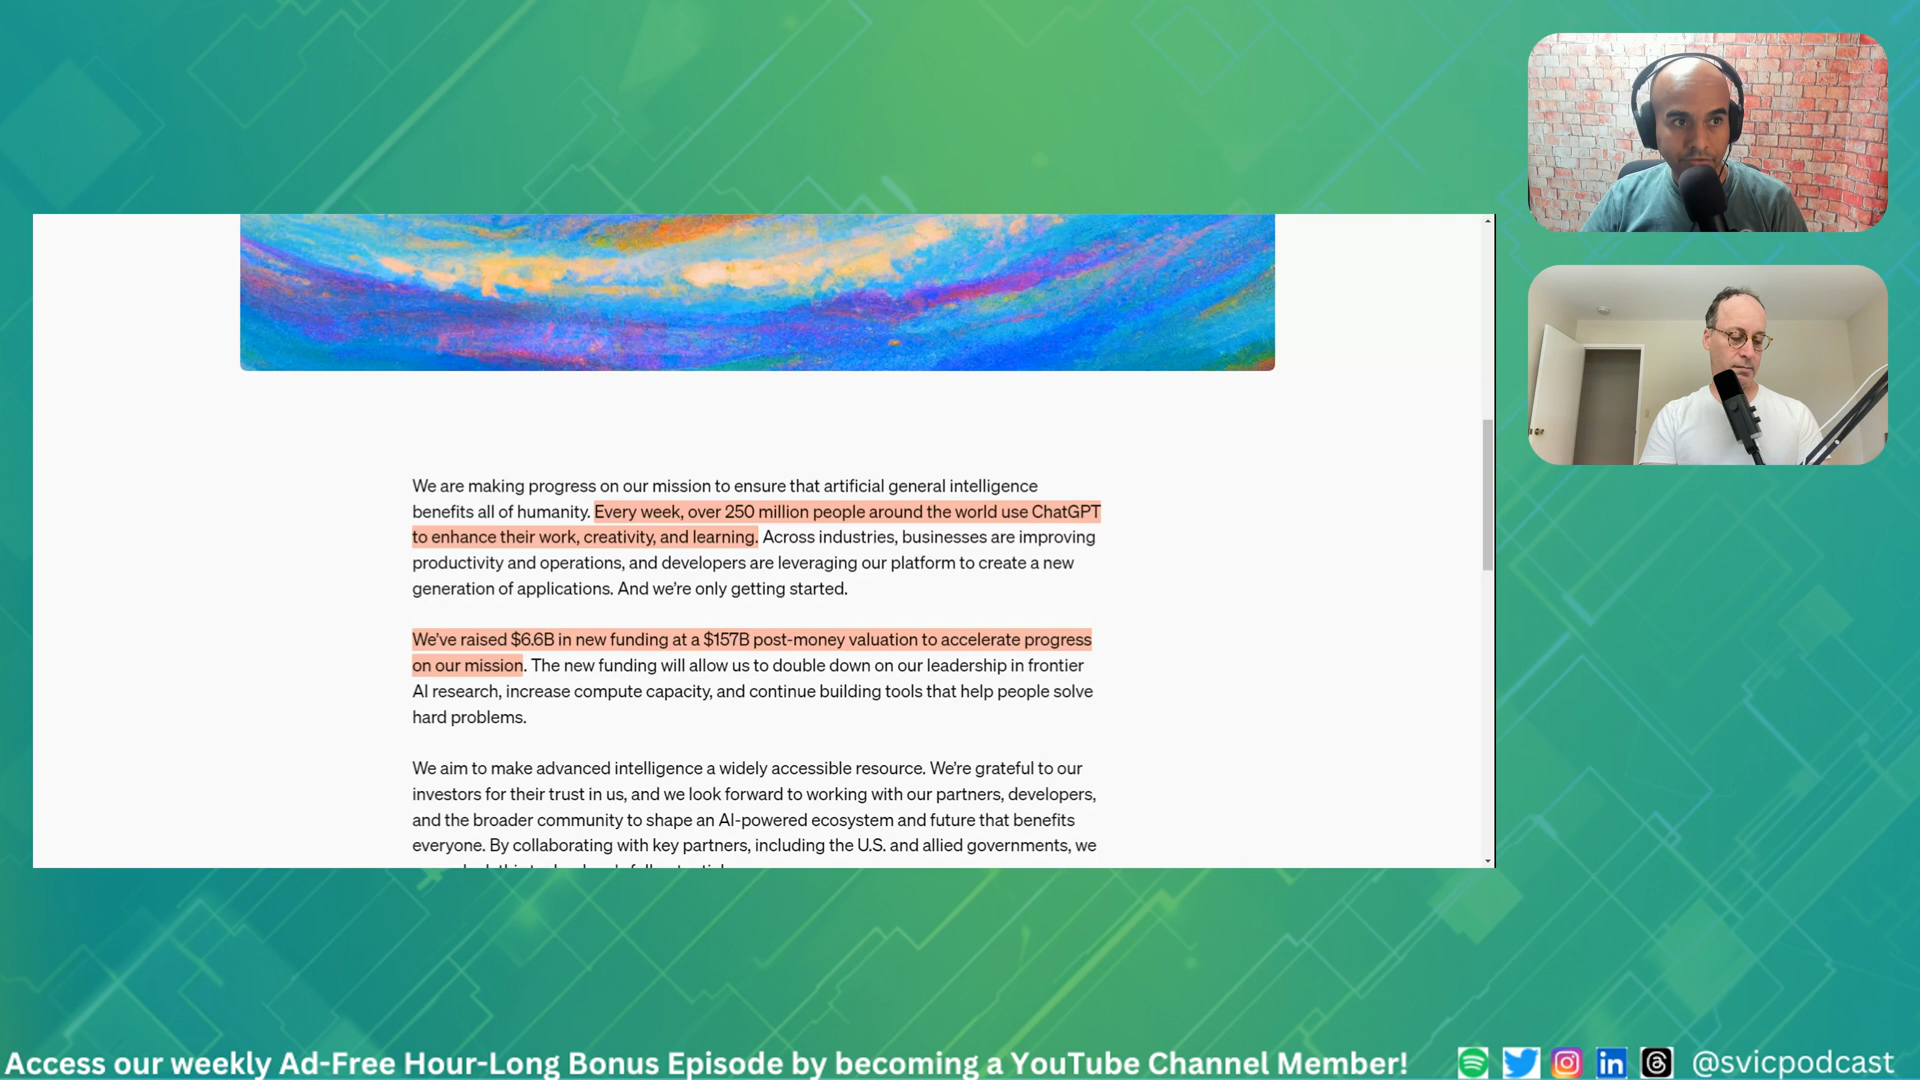 We are making progress on our mission to ensure that artificial general intelligence
benefits all of humanity. Every week, over 250 million people around the world use ChatGPT
to enhance their work, creativity, and learning. Across industries, businesses are improving
productivity and operations, and developers are leveraging our platform to create a new
generation of applications. And we’re only getting started.
We’ve raised $6.6B in new funding at a $157B post-money valuation to accelerate progress
on our mission. The new funding will allow us to double down on our leadership in frontier
AI research, increase compute capacity, and continue building tools that help people solve
hard problems.
We aim to make advanced intelligence a widely accessible resource. We’re grateful to our
investors for their trust in us, and we look forward to working with our partners, developers,
and the broader community to shape an AI-powered ecosystem and future that benefits
everyone. By collaborating with key partners, including the U.S. and allied governments, we
Access our weekly Ad-Free Hour-Long Bonus Episode by becoming a YouTube Channel Member!
@svicpodcast